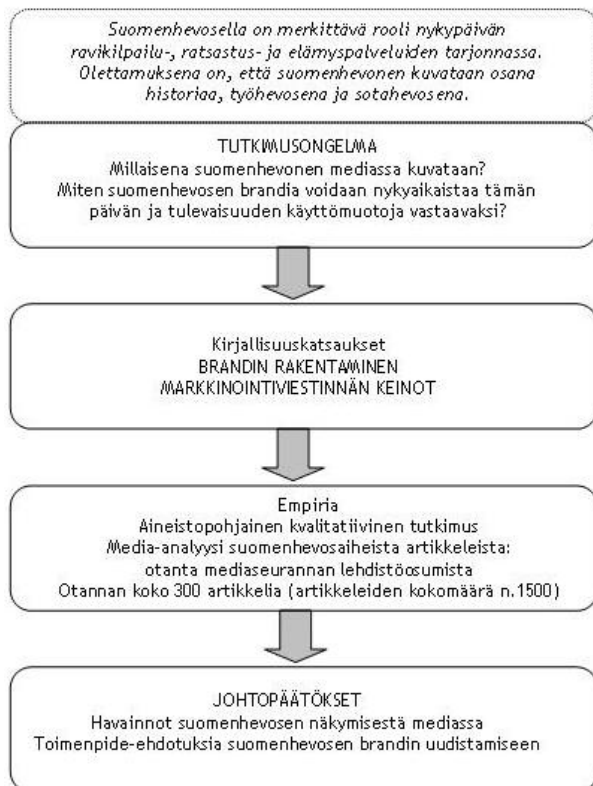 Suomenhevosella on merkittävä rooli nykypäivän
ravikilpailu-, ratsastus- ja elämyspalveluiden tarjonnassa.
Olettamuksena on, että suomenhevonen kuvataan osana
historiaa, työhevosena ja sotahevosena.
TUTKIMUSONGELMA
Millaisena suomenhevonen mediassa kuvataan?
Miten suomenhevosen brandia voidaan nykyaikaistaa tämän
päivän ja tulevaisuuden käyttömuotoja vastaavaksi?
Kirjallisuuskatsaukset
BRANDIN RAKENTAMINEN
MARKKINOINTIVIESTINNÄN KEINOT
Empiria
Aineistopohjainen kvalitatiivinen tutkimus
Media-analyysi suomenhevosaiheista artikkeleista:
otanta mediaseurannan lehdistöosumista
Otannan koko 300 artikkelia (artikkeleiden kokomäärä n.1500)
JOHTOPÄÄTÖKSET
Havainnot suomenhevosen näkymisestä mediassa
Toimenpide-ehdotuksia suomenhevosen brandin uudistamiseen